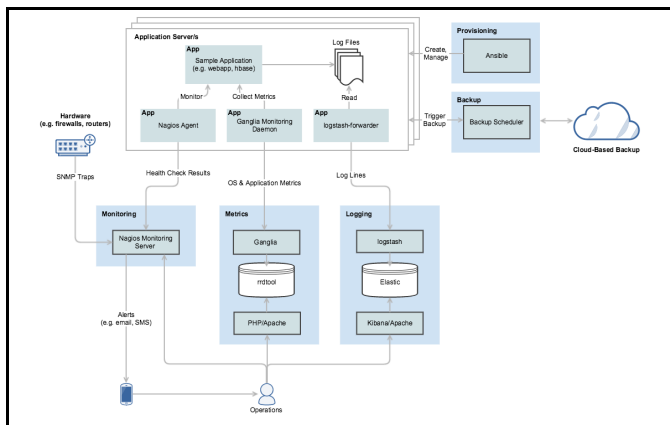 Application Server/s
App
Sample Application
(e.g. webapp, hbase)
Log Files
Monitor
Collect Metrics
Read
App
Nagios Agent
App
Ganglia Monitoring
Daemon
App
logstash-forwarder
Create,
Manage
Provisioning
Ansible
Trigger
Backup
Backup
Backup Scheduler
Cloud-Based Backup
Hardware
(e.g. firewalls, routers)
SNMP Traps
Health Check Results
OS & Application Metrics
Log Lines
Monitoring
Nagios Monitoring
Server
Metrics
Ganglia
rrdtool
PHP/Apache
Logging
logstash
Elastic
Kibana/Apache
Alerts
(e.g. email, SMS)
Operations